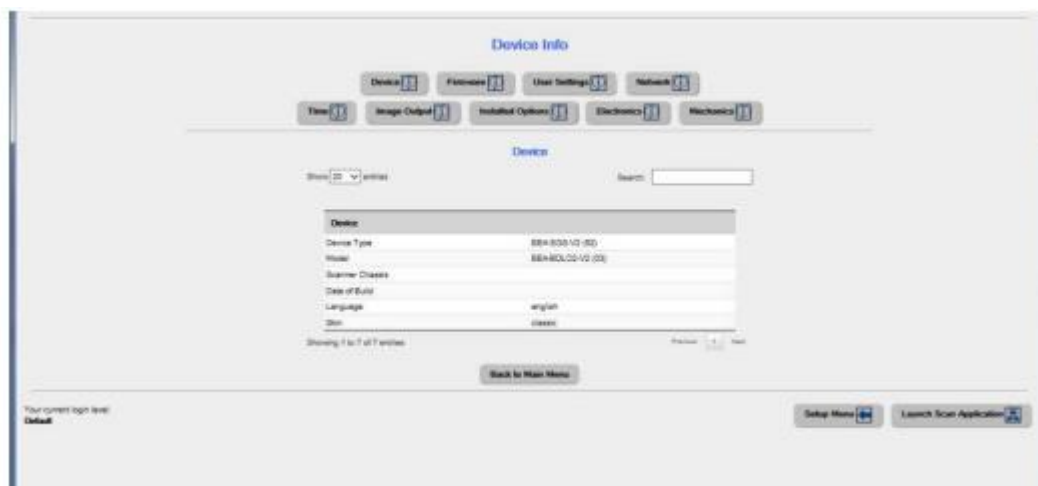 Device Info
Device Firmware User Settings Network
Time Image Output Installed Options Electronics Mechanics
Device
Show 20 entries Search:
Device
Device Type
Model
Scanner Chassis
Date of Build
Language english
Skin classic
Showing 1 to 7 of 7 entries Previous 1 Next
Back to Main Menu
Your current login level:
Default
Setup Menu Launch Scan Application